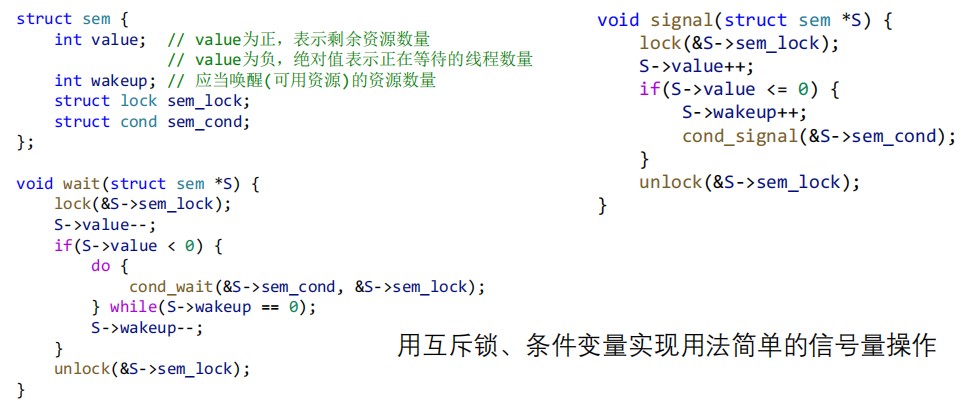 struct sem {
    int value;  // value为正，表示剩余资源数量
                // value为负，绝对值表示正在等待的线程数量
    int wakeup; // 应当唤醒(可用资源)的资源数量
    struct lock sem_lock;
    struct cond sem_cond;
};
void wait(struct sem *S) {
    lock(&S->sem_lock);
    S->value--;
    if(S->value < 0) {
        do {
            cond_wait(&S->sem_cond, &S->sem_lock);
        } while(S->wakeup == 0);
        S->wakeup--;
    }
    unlock(&S->sem_lock);
}
void signal(struct sem *S) {
    lock(&S->sem_lock);
    S->value++;
    if(S->value <= 0) {
        S->wakeup++;
        cond_signal(&S->sem_cond);
    }
    unlock(&S->sem_lock);
}
用互斥锁、条件变量实现用法简单的信号量操作